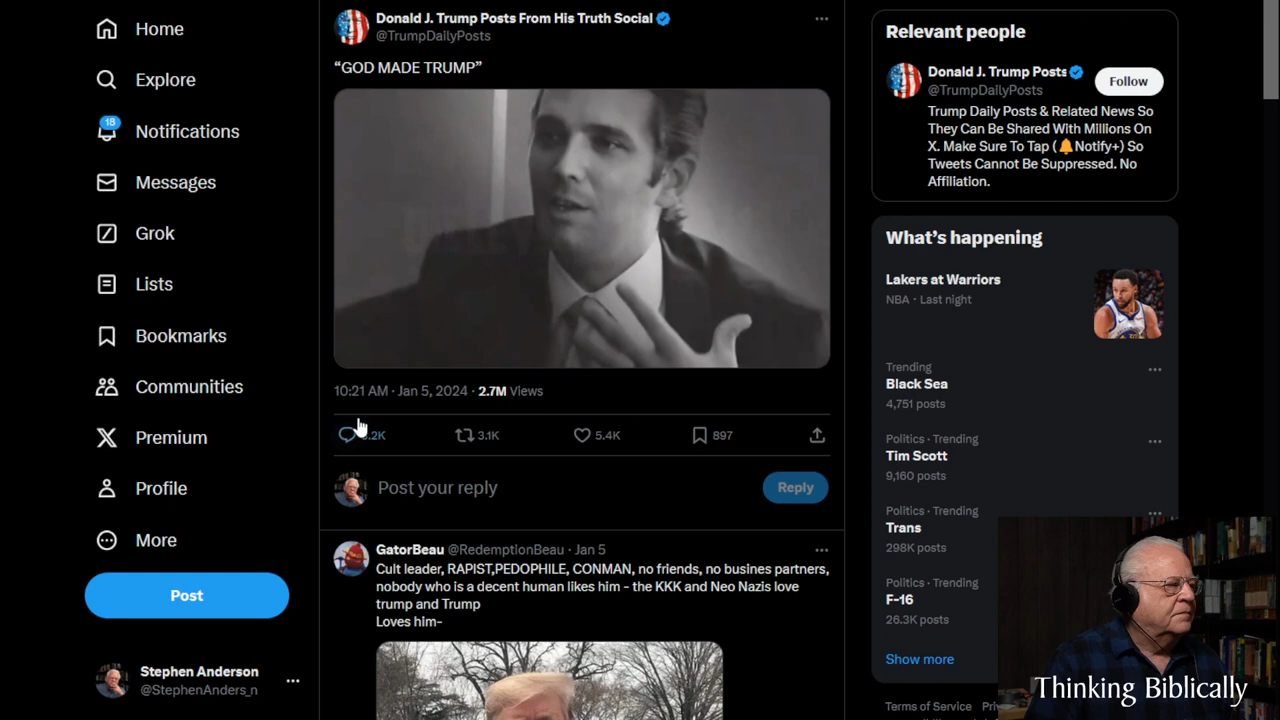 Home
Explore
18
Notifications
Messages
Grok
Lists
Bookmarks
Communities
Premium
Profile
More
Post
Stephen Anderson
@StephenAnders_n
Donald J. Trump Posts From His Truth Social
@TrumpDailyPosts
“GOD MADE TRUMP”
10:21 AM · Jan 5, 2024 · 2.7M Views
3.1K
5.4K
897
Post your reply
Reply
GatorBeau @RedemptionBeau · Jan 5
Cult leader, RAPIST,PEDOPHILE, CONMAN, no friends, no busines partners,
nobody who is a decent human likes him - the KKK and Neo Nazis love
trump and Trump
Loves him-
Relevant people
Donald J. Trump Posts
@TrumpDailyPosts
Follow
Trump Daily Posts & Related News So
They Can Be Shared With Millions On
X. Make Sure To Tap (🔔Notify+) So
Tweets Cannot Be Suppressed. No
Affiliation.
What’s happening
Lakers at Warriors
NBA · Last night
Trending
Black Sea
4,751 posts
Politics · Trending
Tim Scott
9,160 posts
Politics · Trending
Trans
298K posts
Politics · Trending
F-16
26.3K posts
Show more
Terms of Service
Thinking Biblically